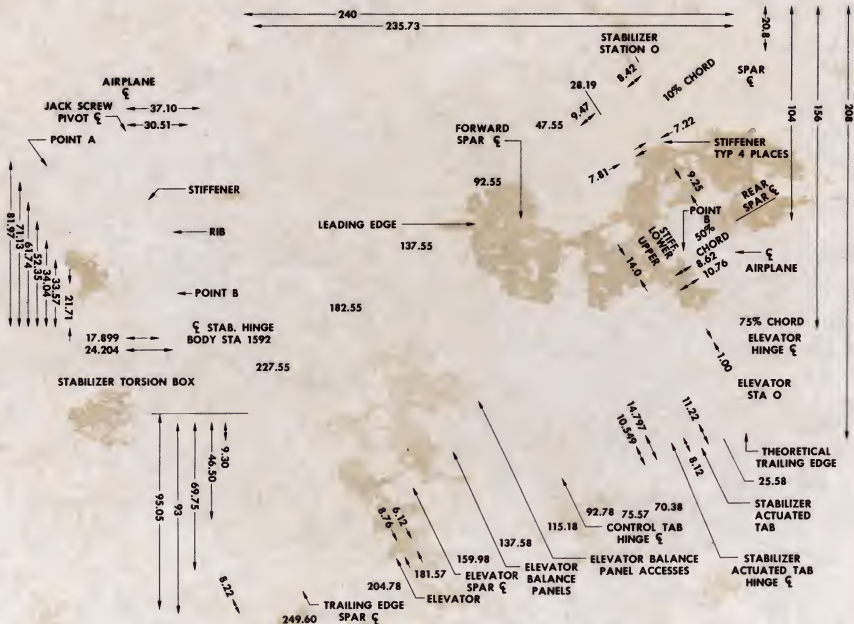 240
235.73
20.8
104
156
208
STABILIZER
STATION O
8.42
SPAR
℄
10% CHORD
28.19
9.47
47.55
AIRPLANE
℄
37.10
JACK SCREW
PIVOT ℄
30.51
POINT A
FORWARD
SPAR ℄
7.22
STIFFENER
TYP 4 PLACES
7.81
92.55
9.25
REAR
SPAR ℄
STIFFENER
POINT
B
50%
CHORD
LEADING EDGE
RIB
137.55
STIFF.
LOWER
UPPER
8.62
10.76
14.0
℄
AIRPLANE
81.97
71.13
61.74
52.35
34.04
33.57
21.71
POINT B
182.55
17.899
24.204
℄ STAB. HINGE
BODY STA 1592
75% CHORD
ELEVATOR
HINGE ℄
227.55
1.00
STABILIZER TORSION BOX
ELEVATOR
STA O
9.30
46.50
69.75
93
95.05
14.797
10.549
11.22
8.12
THEORETICAL
TRAILING EDGE
25.58
STABILIZER
ACTUATED
TAB
70.38
75.57
92.78
CONTROL TAB
HINGE ℄
115.18
6.12
8.76
137.58
159.98
181.57
204.78
ELEVATOR
ELEVATOR
SPAR ℄
ELEVATOR
BALANCE
PANELS
ELEVATOR BALANCE
PANEL ACCESSES
STABILIZER
ACTUATED TAB
HINGE ℄
8.22
TRAILING EDGE
SPAR ℄
249.60